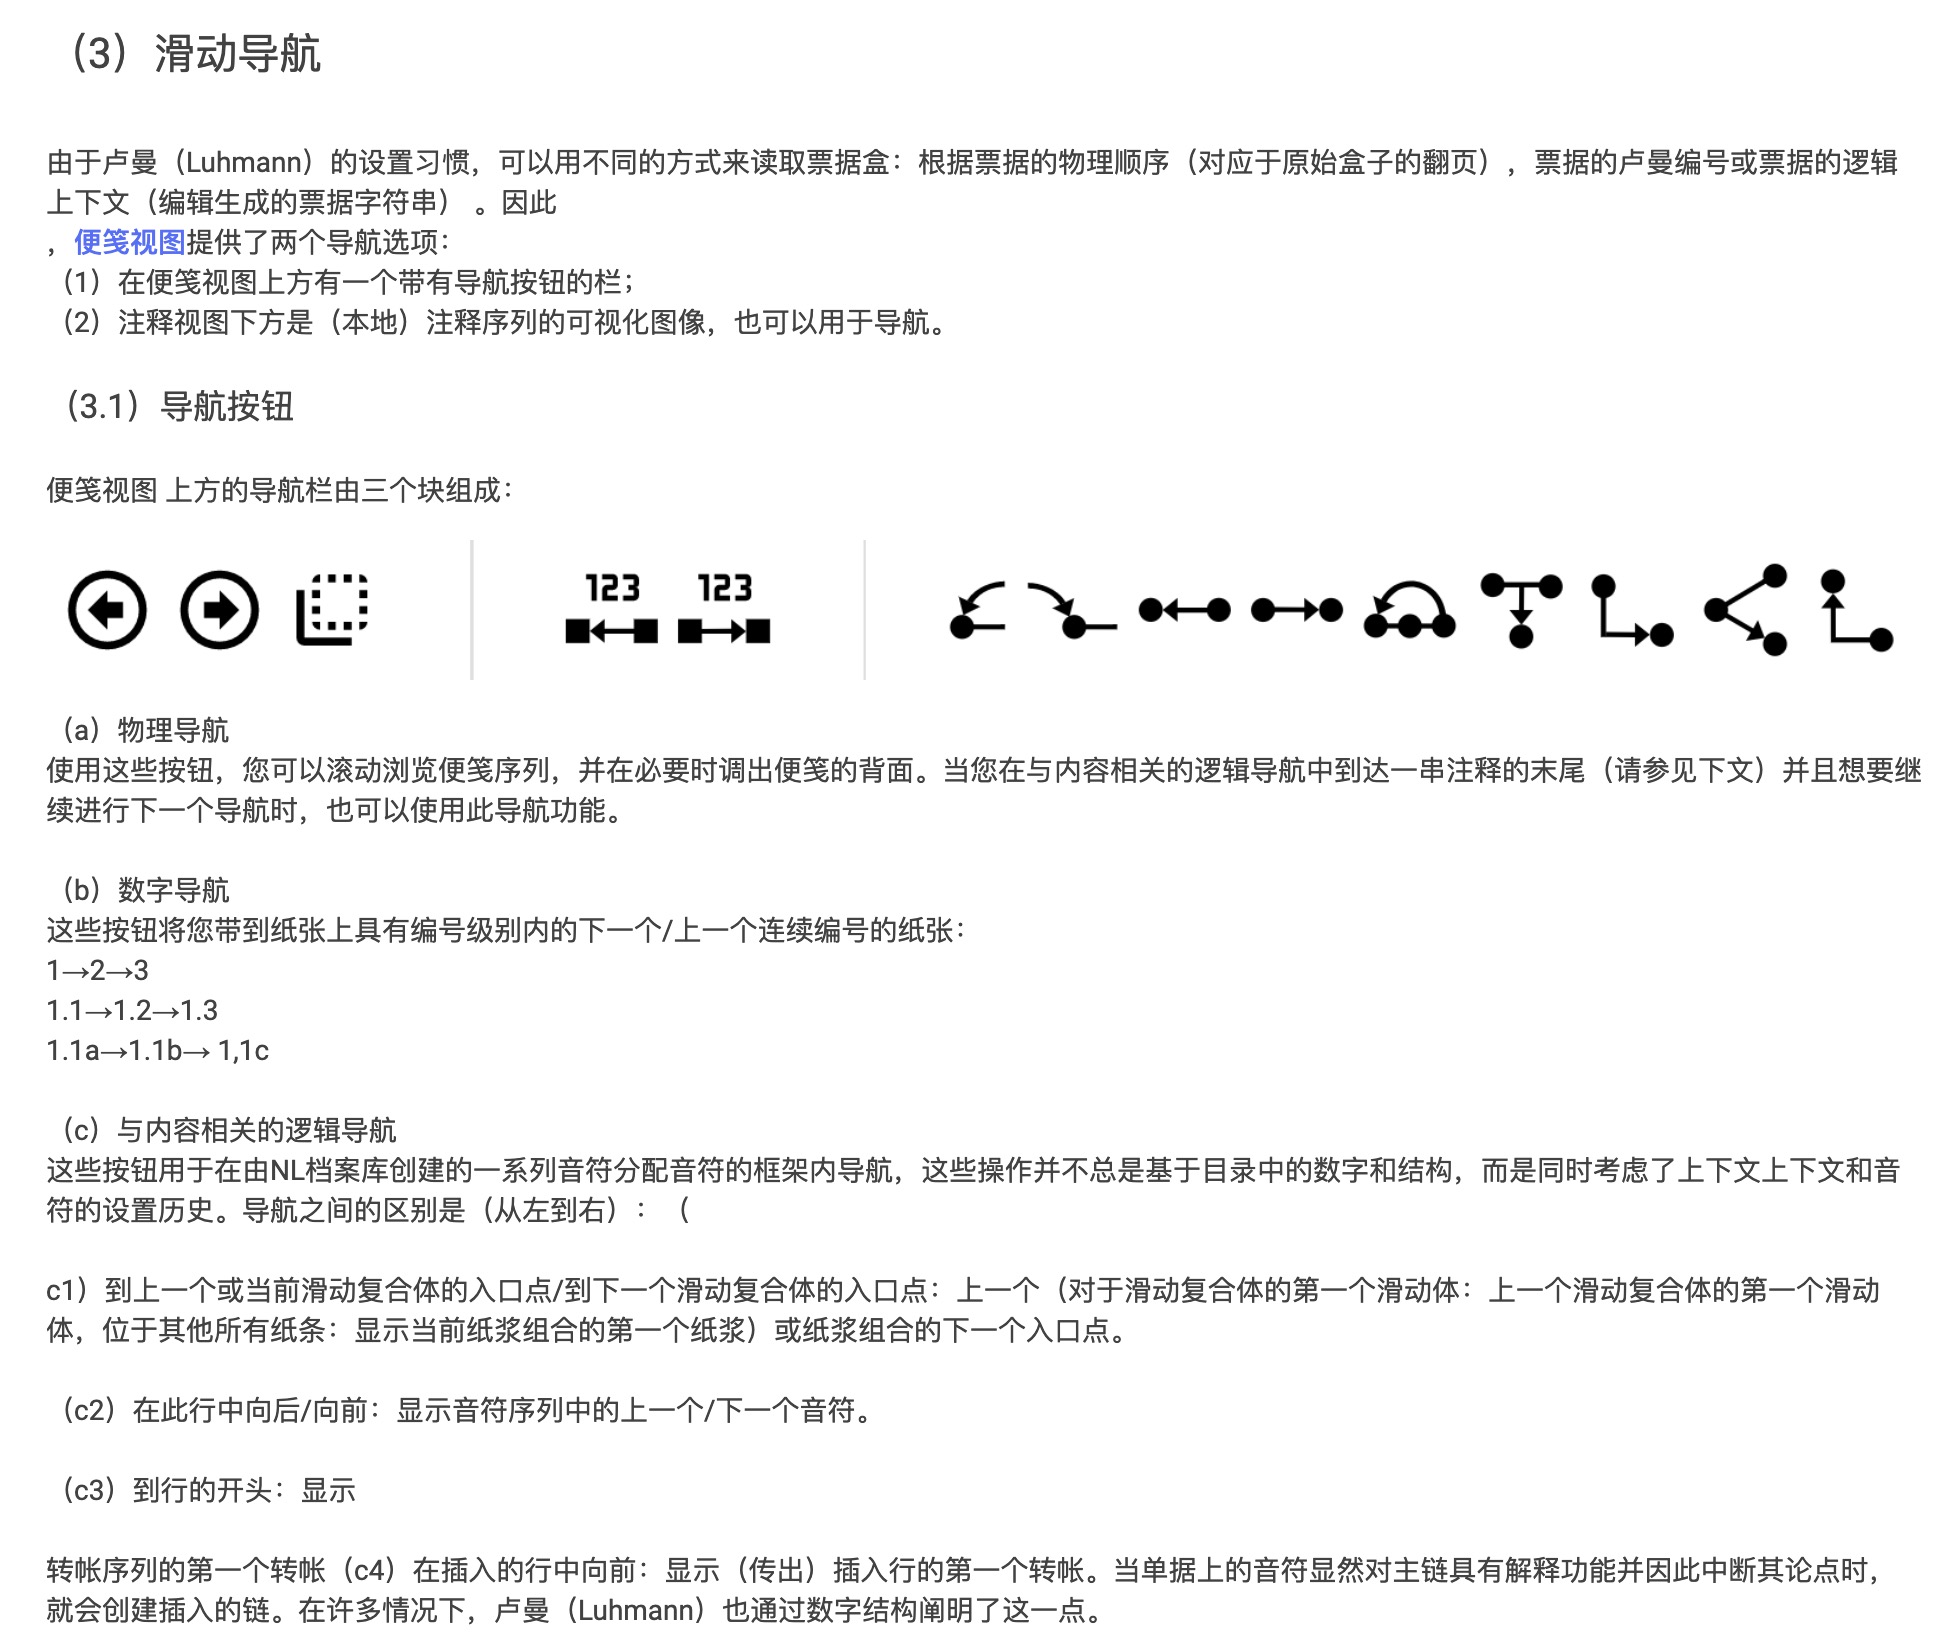 （3）滑动导航
由于卢曼（Luhmann）的设置习惯，可以用不同的方式来读取票据盒：根据票据的物理顺序（对应于原始盒子的翻页），票据的卢曼编号或票据的逻辑
上下文（编辑生成的票据字符串） 。因此
，便笺视图提供了两个导航选项：
（1）在便笺视图上方有一个带有导航按钮的栏；
（2）注释视图下方是（本地）注释序列的可视化图像，也可以用于导航。
（3.1）导航按钮
便笺视图 上方的导航栏由三个块组成：
123 123
（a）物理导航
使用这些按钮，您可以滚动浏览便笺序列，并在必要时调出便笺的背面。当您在与内容相关的逻辑导航中到达一串注释的末尾（请参见下文）并且想要继
续进行下一个导航时，也可以使用此导航功能。
（b）数字导航
这些按钮将您带到纸张上具有编号级别内的下一个/上一个连续编号的纸张：
1→2→3
1.1→1.2→1.3
1.1a→1.1b→ 1,1c
（c）与内容相关的逻辑导航
这些按钮用于在由NL档案库创建的一系列音符分配音符的框架内导航，这些操作并不总是基于目录中的数字和结构，而是同时考虑了上下文上下文和音
符的设置历史。导航之间的区别是（从左到右）： （
c1）到上一个或当前滑动复合体的入口点/到下一个滑动复合体的入口点：上一个（对于滑动复合体的第一个滑动体：上一个滑动复合体的第一个滑动
体，位于其他所有纸条：显示当前纸浆组合的第一个纸浆）或纸浆组合的下一个入口点。
（c2）在此行中向后/向前：显示音符序列中的上一个/下一个音符。
（c3）到行的开头：显示
转帐序列的第一个转帐（c4）在插入的行中向前：显示（传出）插入行的第一个转帐。当单据上的音符显然对主链具有解释功能并因此中断其论点时，
就会创建插入的链。在许多情况下，卢曼（Luhmann）也通过数字结构阐明了这一点。